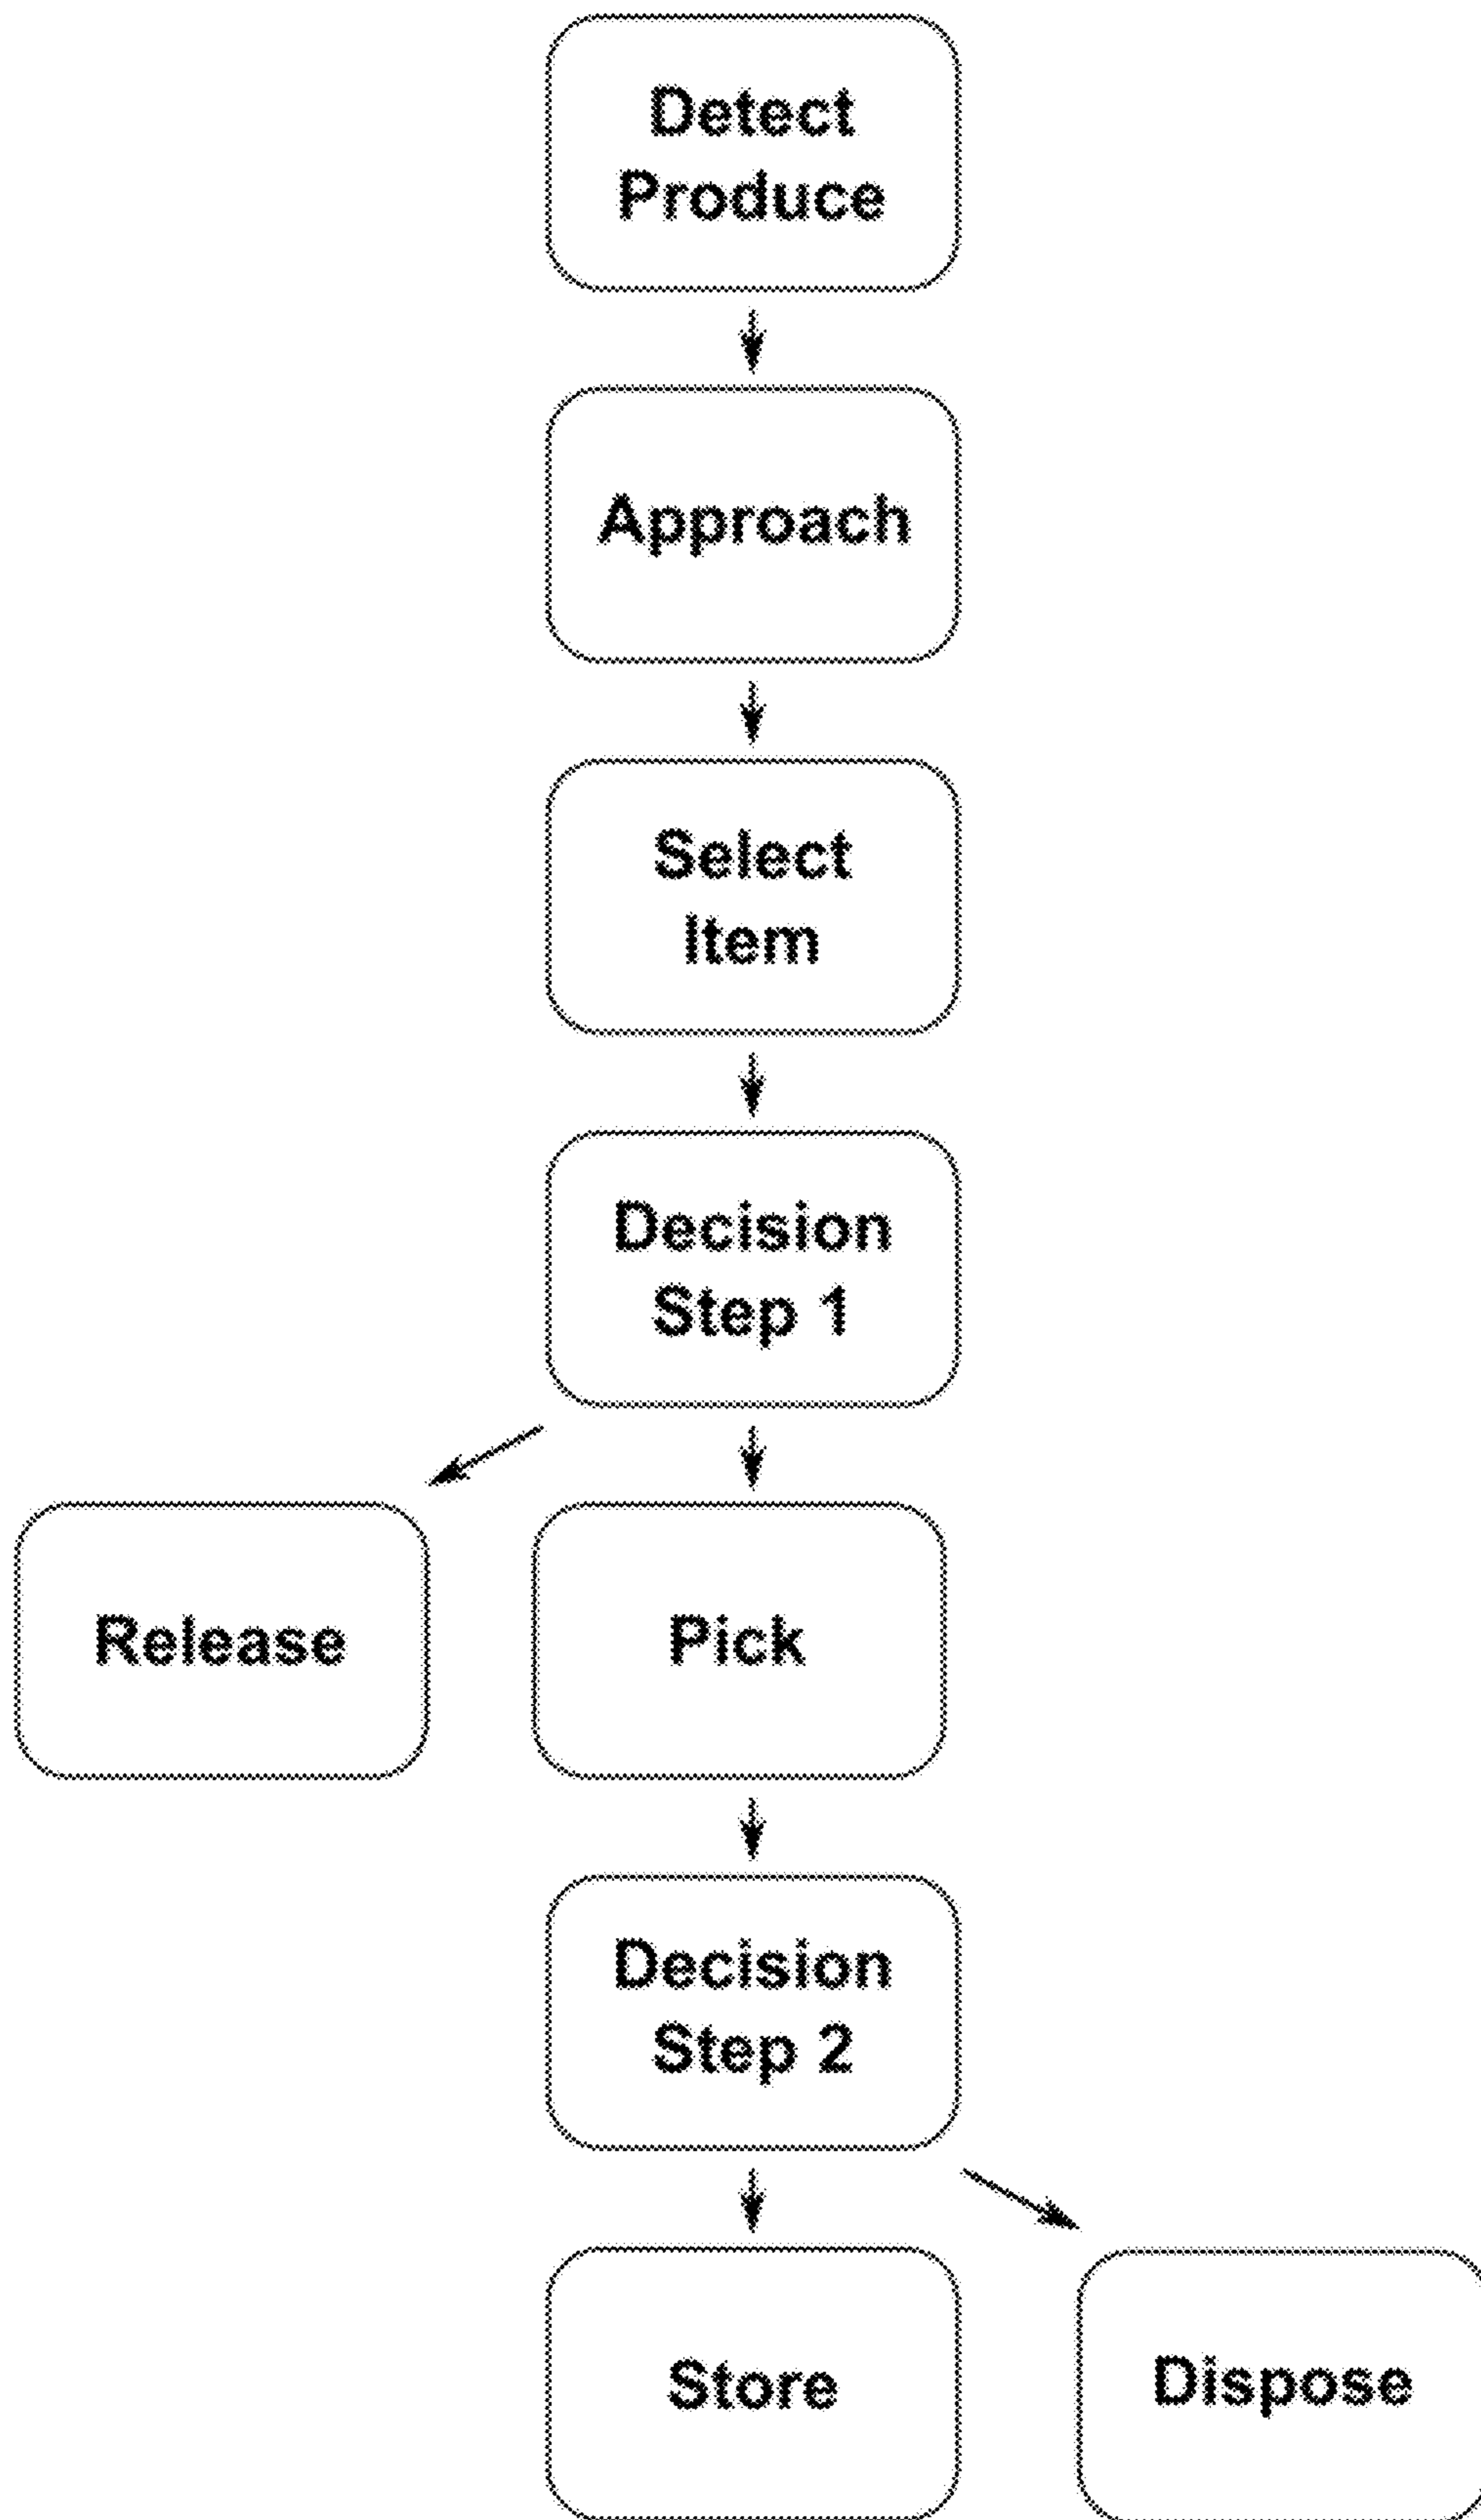 Detect
Produce
Approach
Select
Item
Decision
Step 1
Release
Pick
Decision
Step 2
Store
Dispose